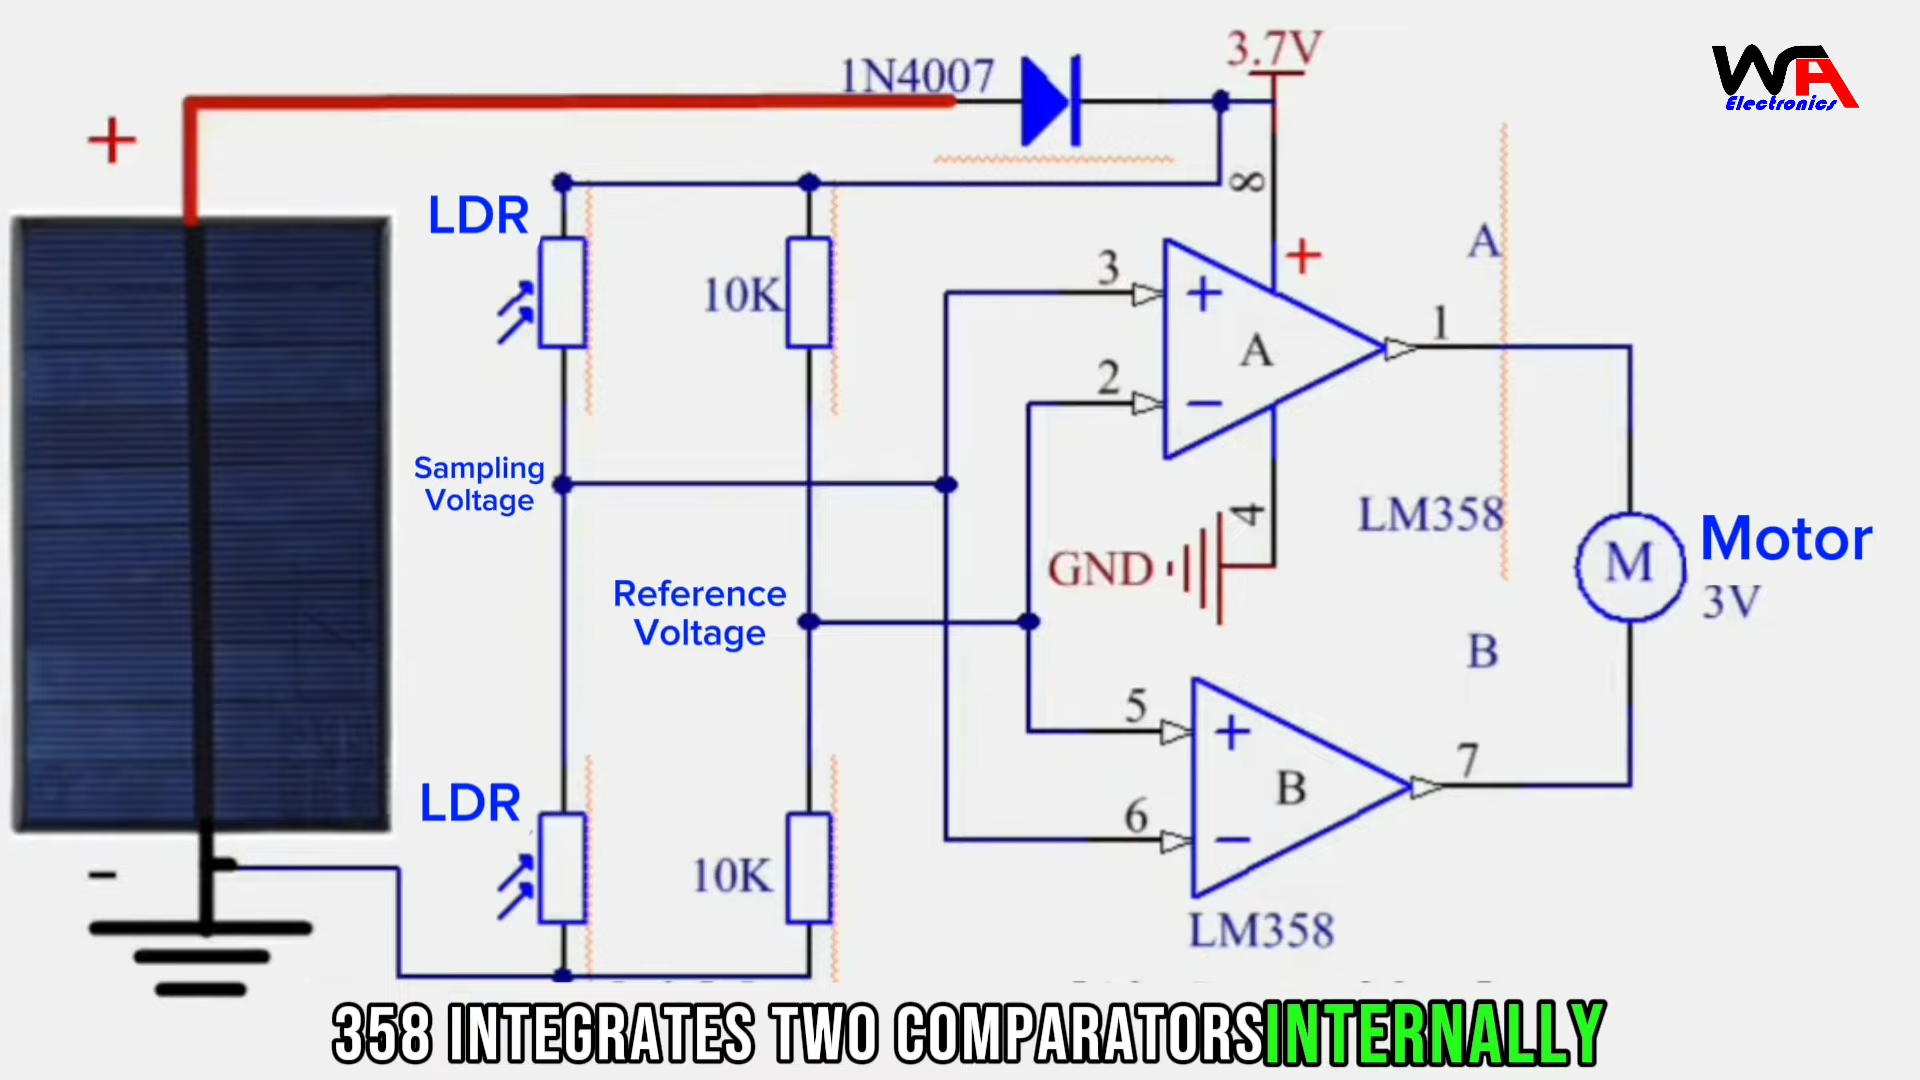 1N4007
3.7V
WA
Electronics
+
LDR
8
10K
3
+
+
A
A
1
2
−
Sampling
Voltage
4
LM358
GND
Motor
M
3V
Reference
Voltage
B
5
+
7
B
LDR
6
−
10K
-
LM358
358 INTEGRATES TWO COMPARATORS INTERNALLY